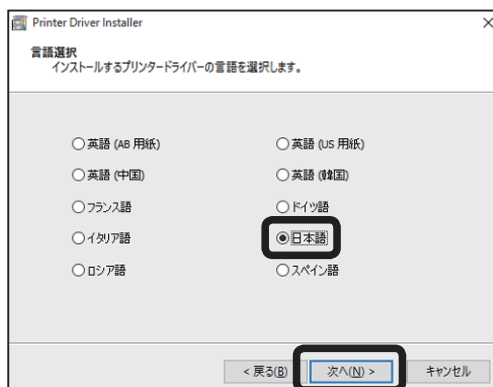 Printer Driver Installer
言語選択
インストールするプリンタードライバーの言語を選択します。
英語 (AB 用紙) 英語 (US 用紙)
英語 (中国) 英語 (韓国)
フランス語 ドイツ語
イタリア語 日本語
ロシア語 スペイン語
< 戻る(B) 次へ(N) > キャンセル